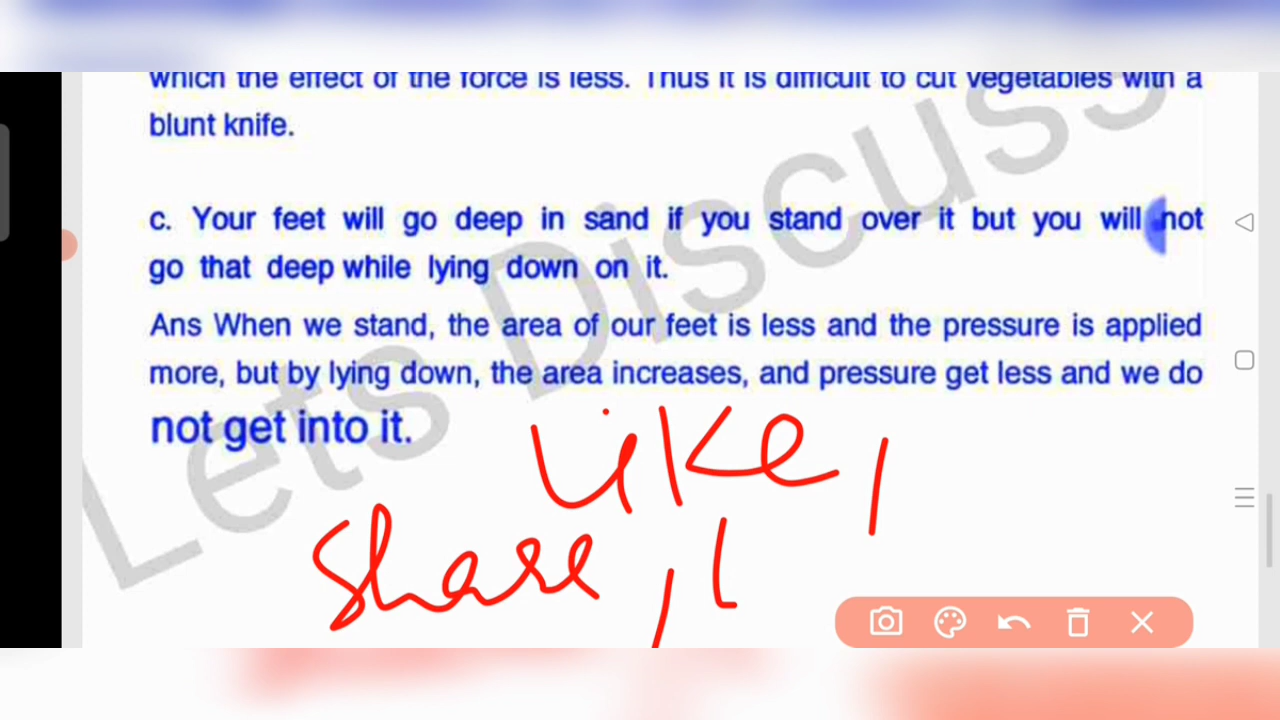 which the effect of the force is less. Thus it is difficult to cut vegetables with a
blunt knife.
c. Your feet will go deep in sand if you stand over it but you will not
go that deep while lying down on it.
Ans When we stand, the area of our feet is less and the pressure is applied
more, but by lying down, the area increases, and pressure get less and we do
not get into it.
Like,
Share,
Lets Discuss